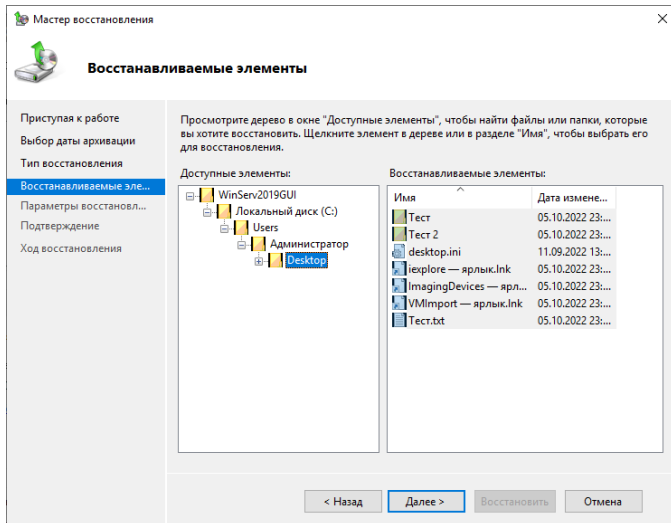 Мастер восстановления
Восстанавливаемые элементы
Приступая к работе
Выбор даты архивации
Тип восстановления
Восстанавливаемые эле...
Параметры восстановл...
Подтверждение
Ход восстановления
Просмотрите дерево в окне "Доступные элементы", чтобы найти файлы или папки, которые
вы хотите восстановить. Щелкните элемент в дереве или в разделе "Имя", чтобы выбрать его
для восстановления.
Доступные элементы:
WinServ2019GUI
Локальный диск (C:)
Users
Администратор
Desktop
Восстанавливаемые элементы:
Имя Дата измене...
Тест 05.10.2022 23:...
Тест 2 05.10.2022 23:...
desktop.ini 11.09.2022 13:...
iexplore — ярлык.lnk 05.10.2022 23:...
ImagingDevices — ярл... 05.10.2022 23:...
VMImport — ярлык.lnk 05.10.2022 23:...
Тест.txt 05.10.2022 23:...
< Назад Далее > Восстановить Отмена